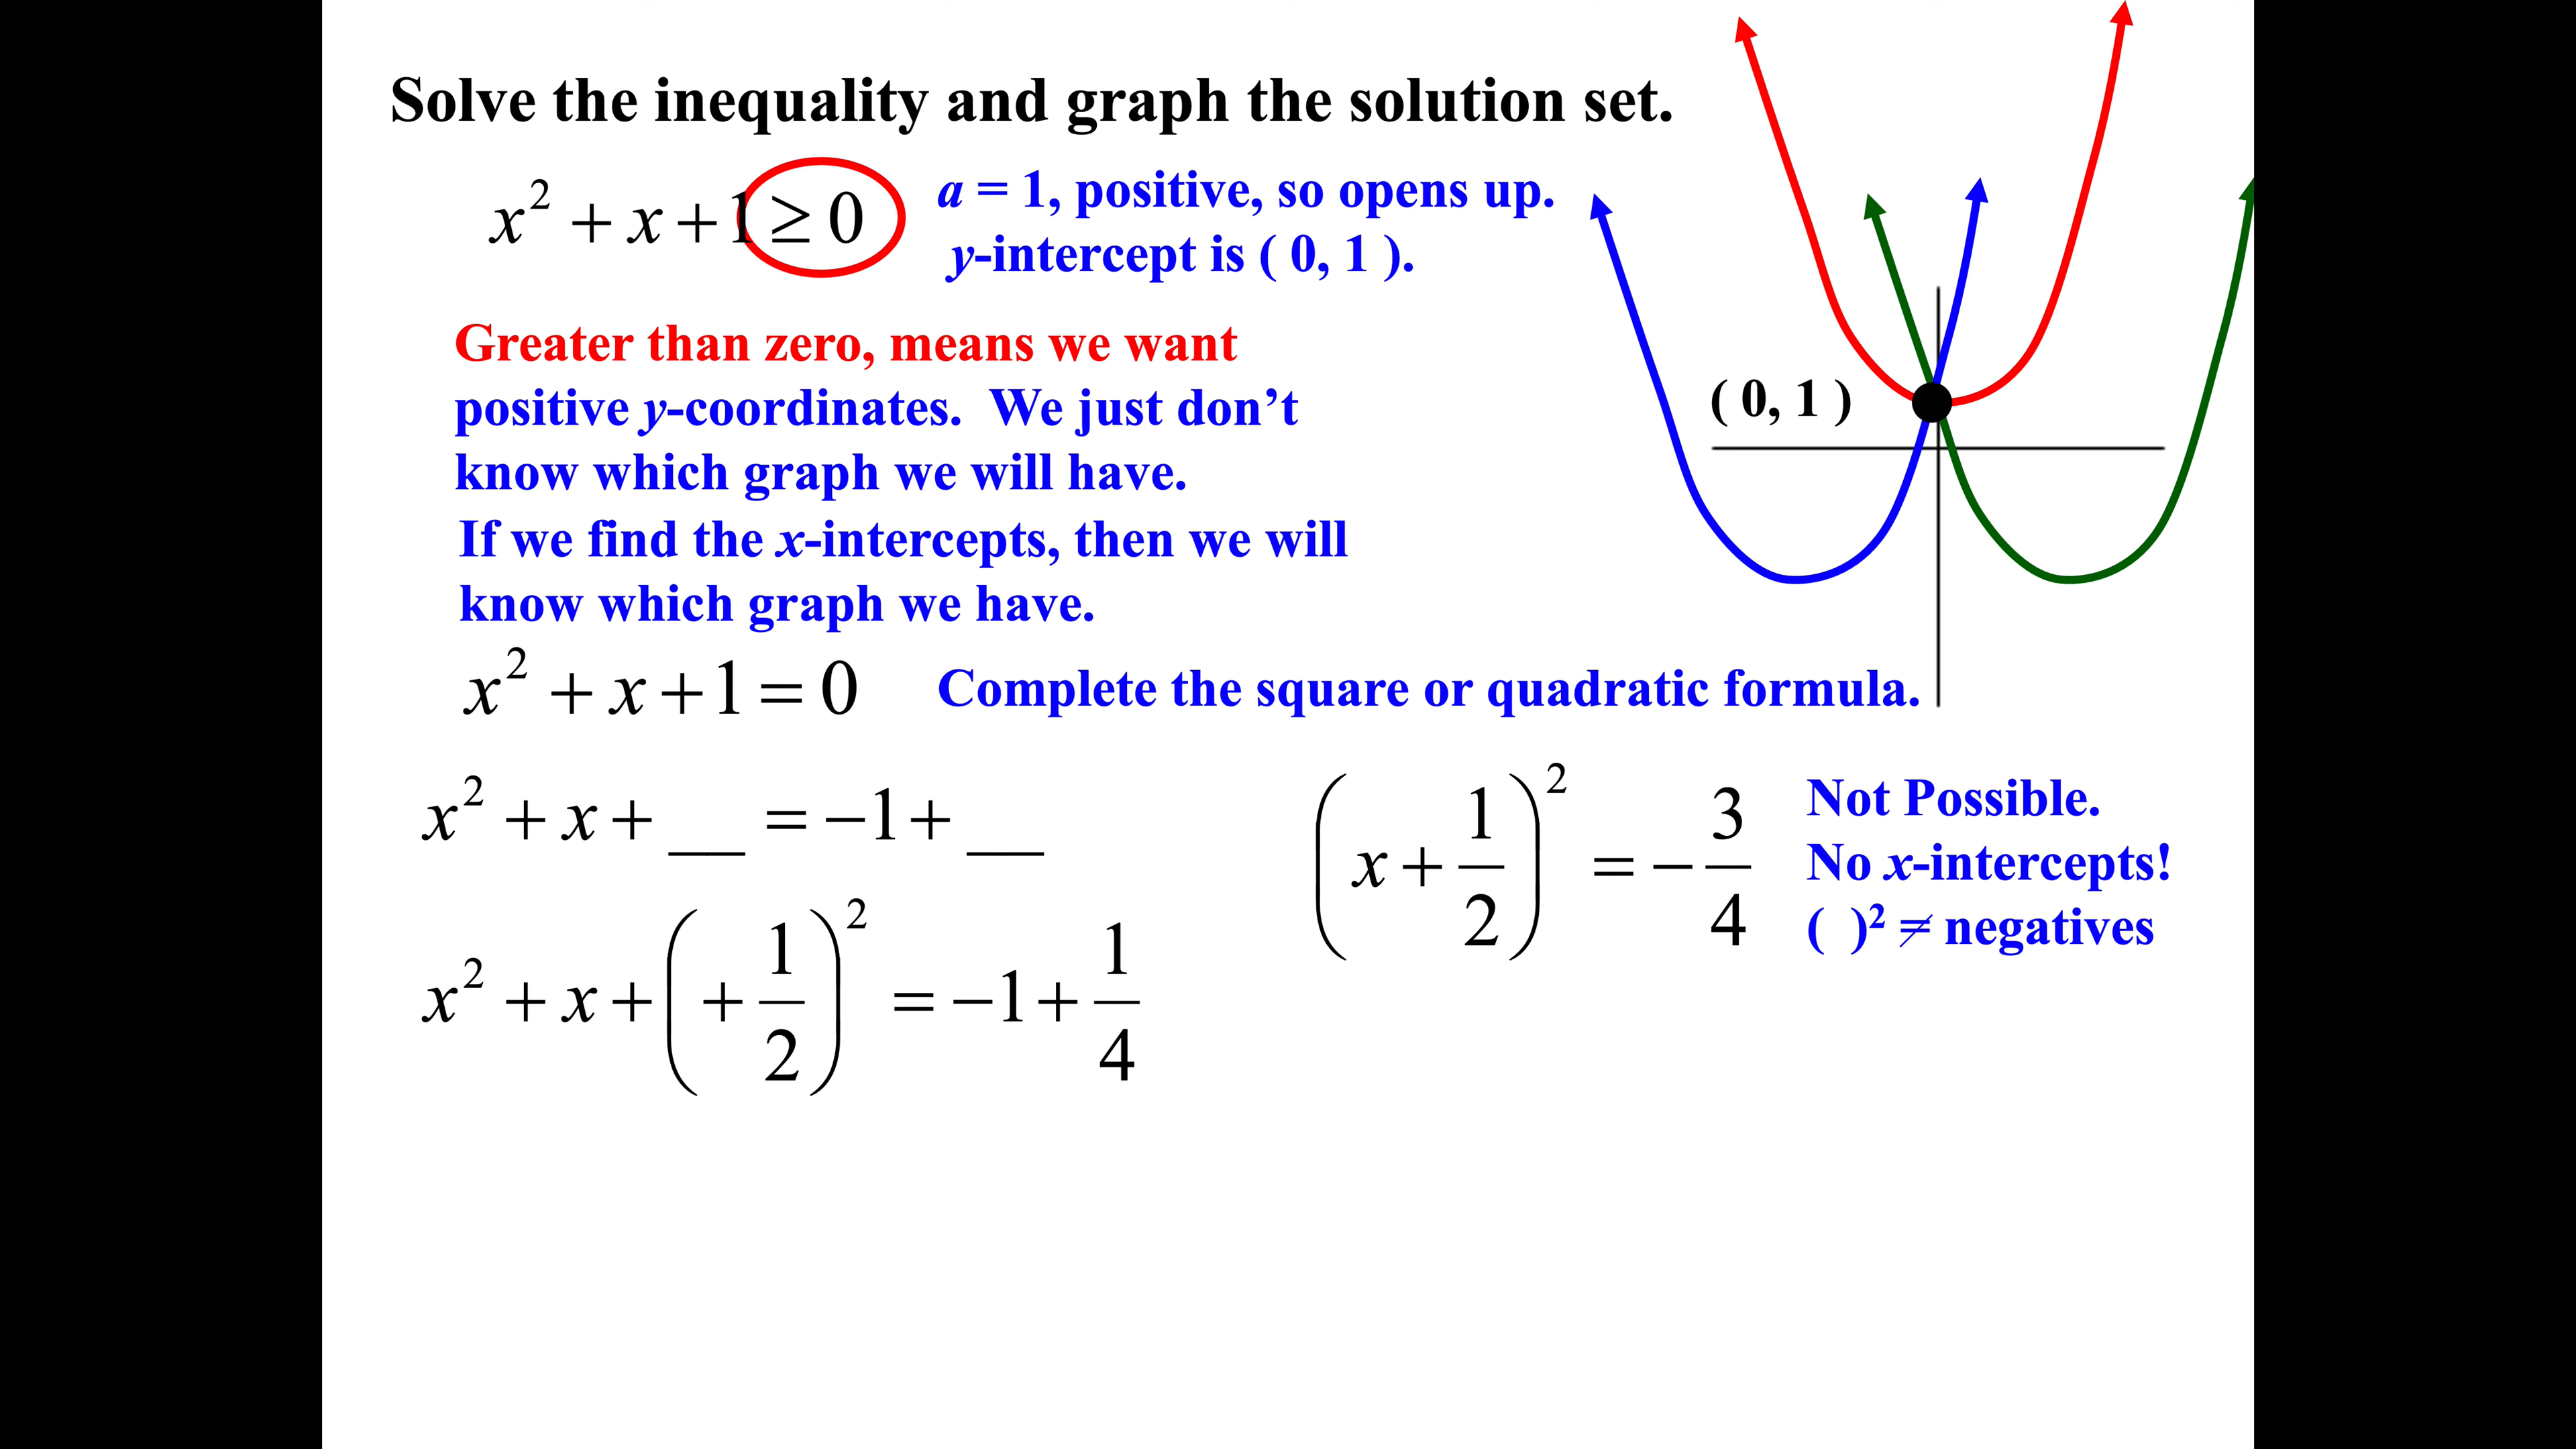 Solve the inequality and graph the solution set.
x² + x + 1 ≥ 0
a = 1, positive, so opens up.
y-intercept is ( 0, 1 ).
Greater than zero, means we want
positive y-coordinates. We just don’t
know which graph we will have.
If we find the x-intercepts, then we will
know which graph we have.
( 0, 1 )
x² + x + 1 = 0
Complete the square or quadratic formula.
x² + x + __ = −1 + __
x² + x + (+ 1/2)² = −1 + 1/4
(x + 1/2)² = − 3/4
Not Possible.
No x-intercepts!
( )² ≠ negatives